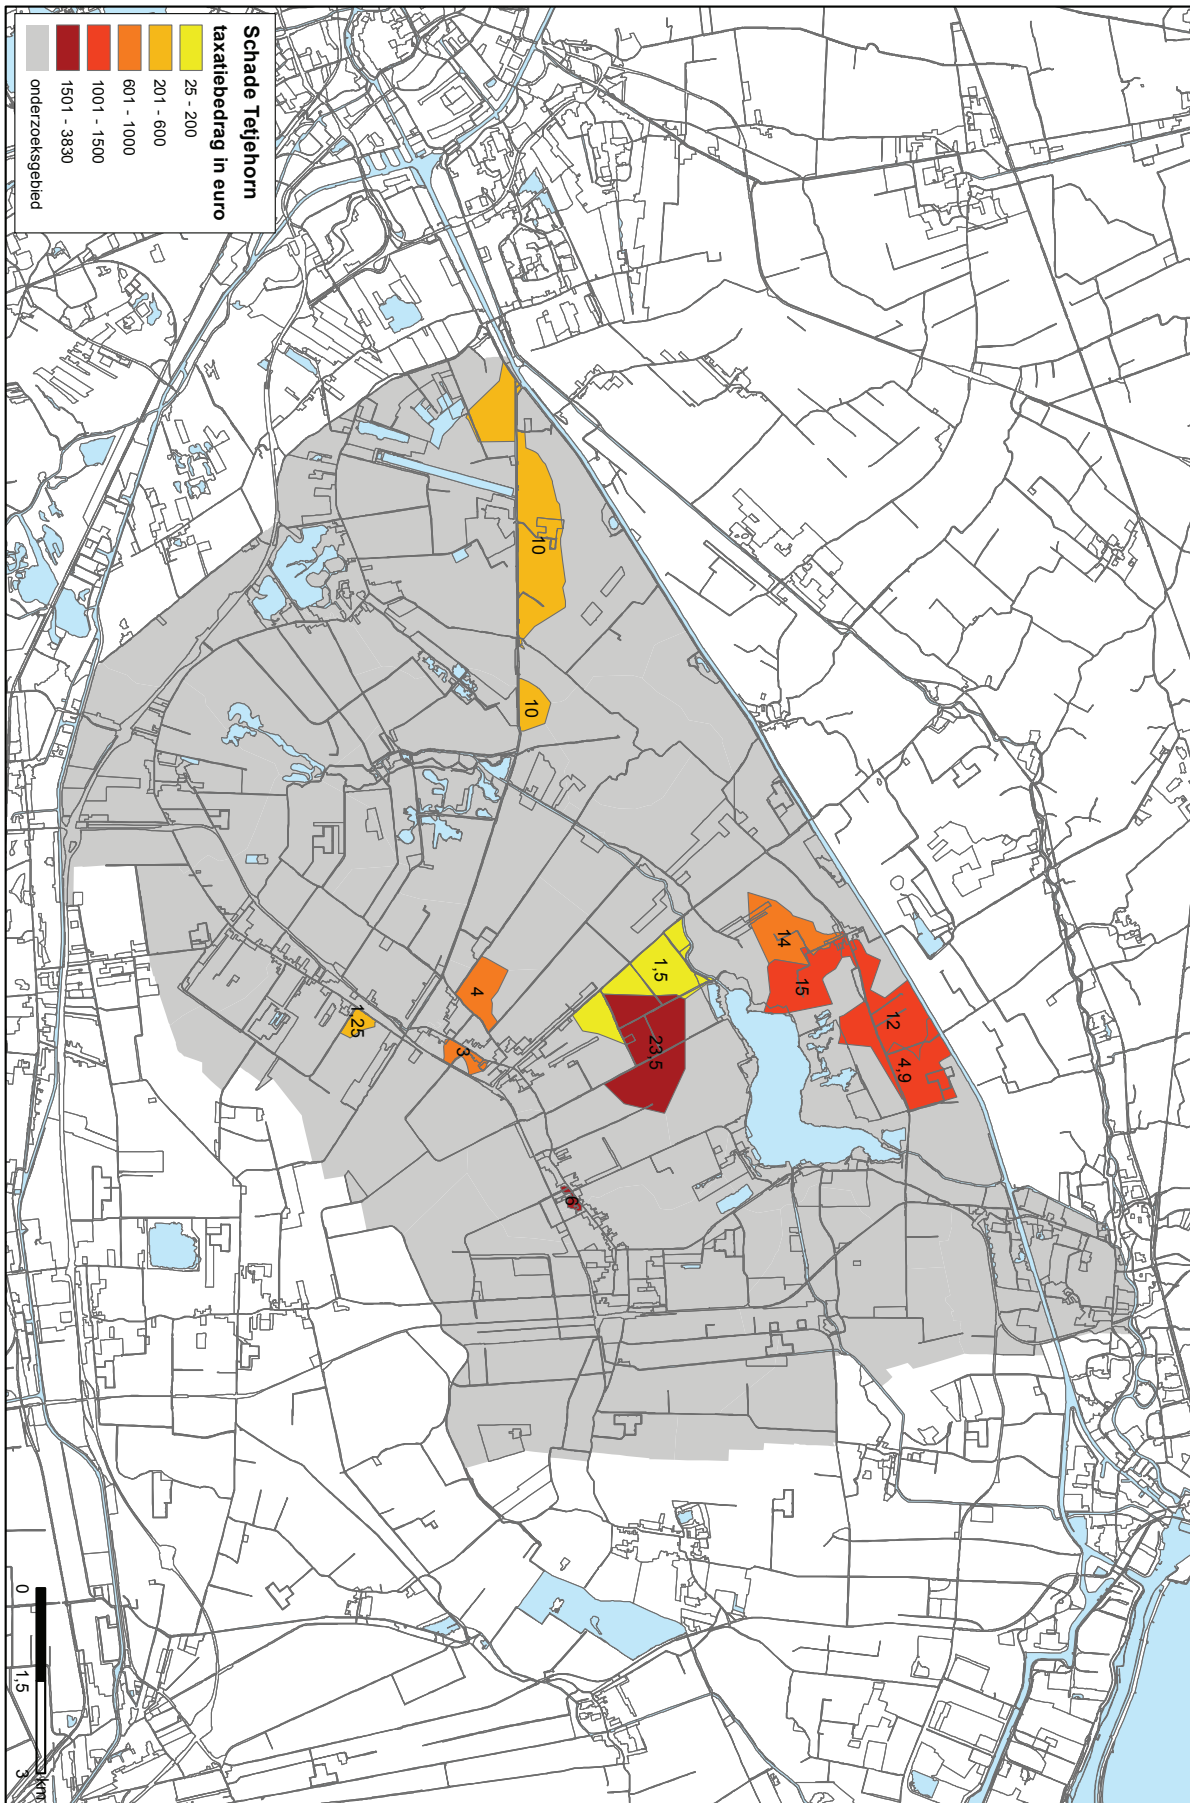 Schade Tetjehorn
taxatiebedrag in euro
25 - 200
201 - 600
601 - 1000
1001 - 1500
1501 - 3830
onderzoeksgebied
10
10
14
15
12
4,9
1,5
23,5
4
3
1,25
6
0 1,5 3
km